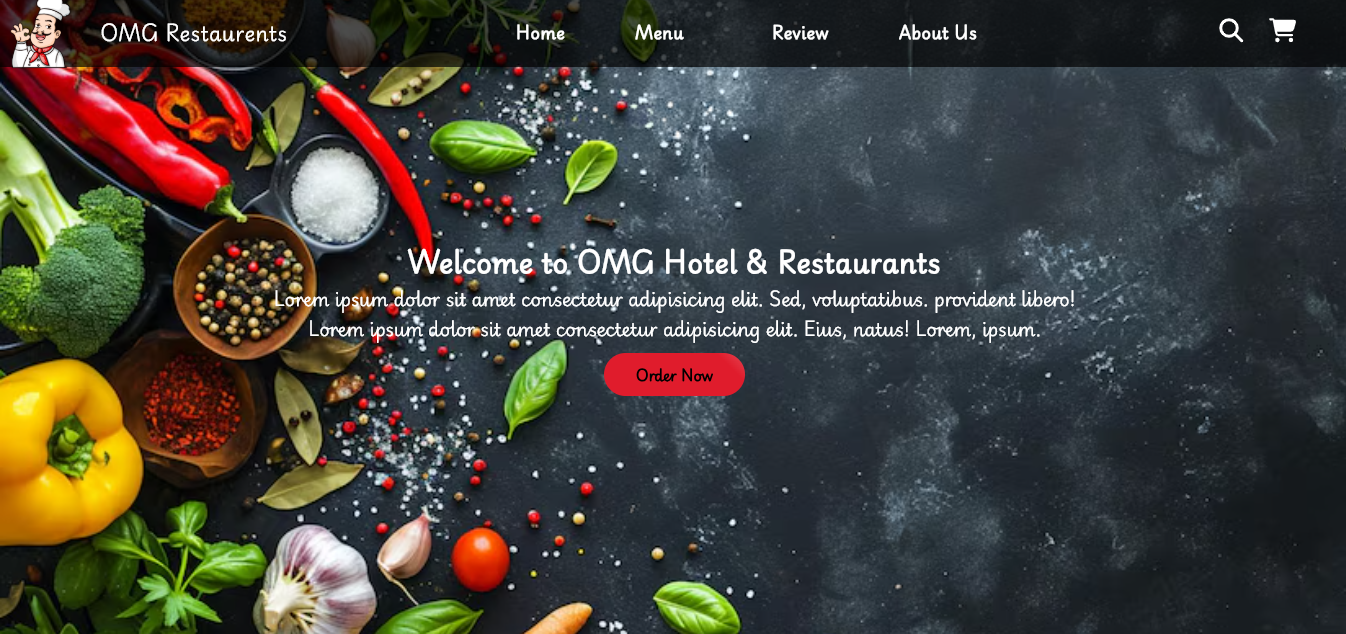 OMG Restaurents
Home Menu Review About Us
Welcome to OMG Hotel & Restaurants
Lorem ipsum dolor sit amet consectetur adipisicing elit. Sed, voluptatibus. provident libero!
Lorem ipsum dolor sit amet consectetur adipisicing elit. Eius, natus! Lorem, ipsum.
Order Now